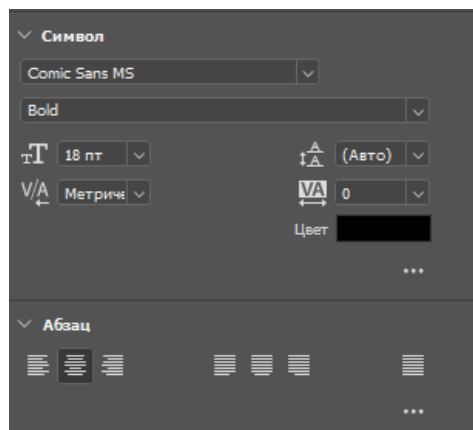 Символ
Comic Sans MS
Bold
18 пт (Авто)
Метриче 0
Цвет
Абзац